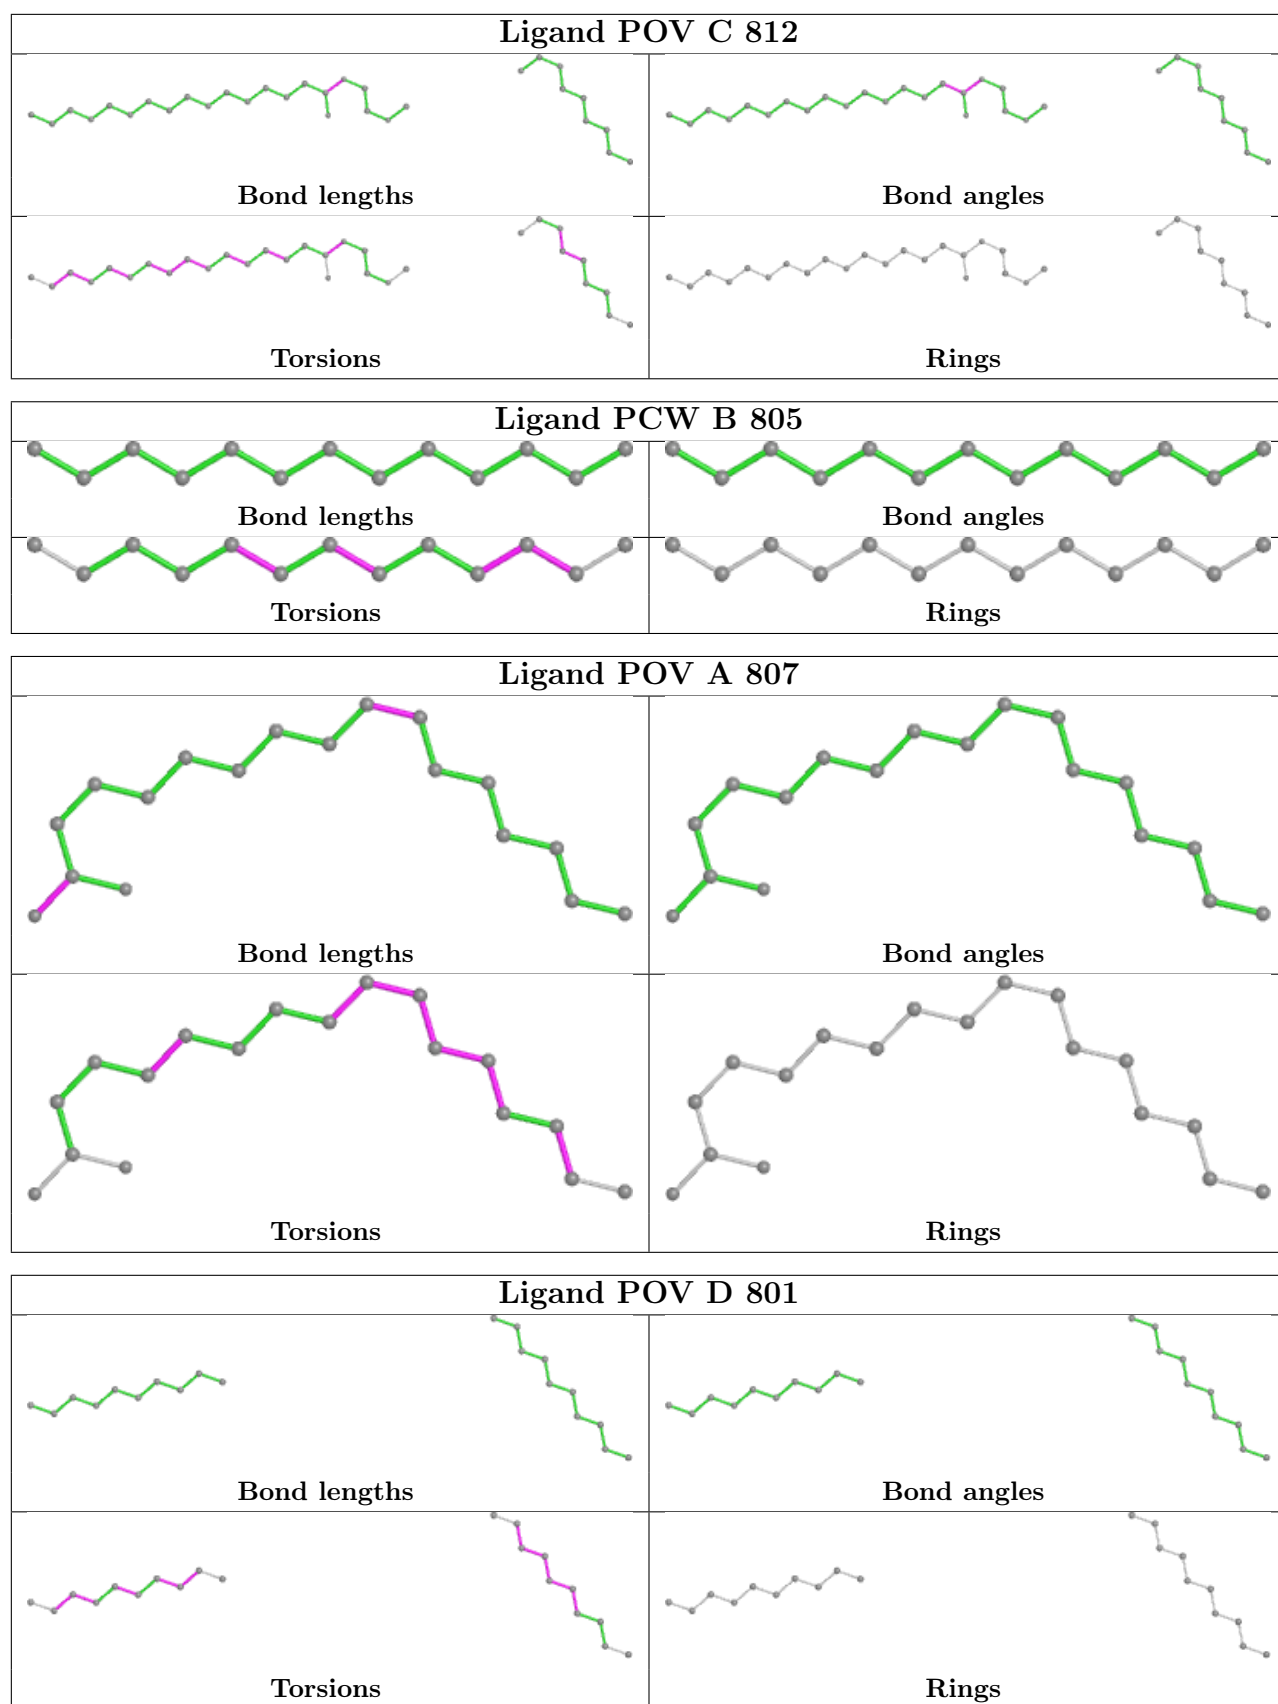 Ligand POV C 812
Bond lengths Bond angles
Torsions Rings
Ligand PCW B 805
Bond lengths Bond angles
Torsions Rings
Ligand POV A 807
Bond lengths Bond angles
Torsions Rings
Ligand POV D 801
Bond lengths Bond angles
Torsions Rings